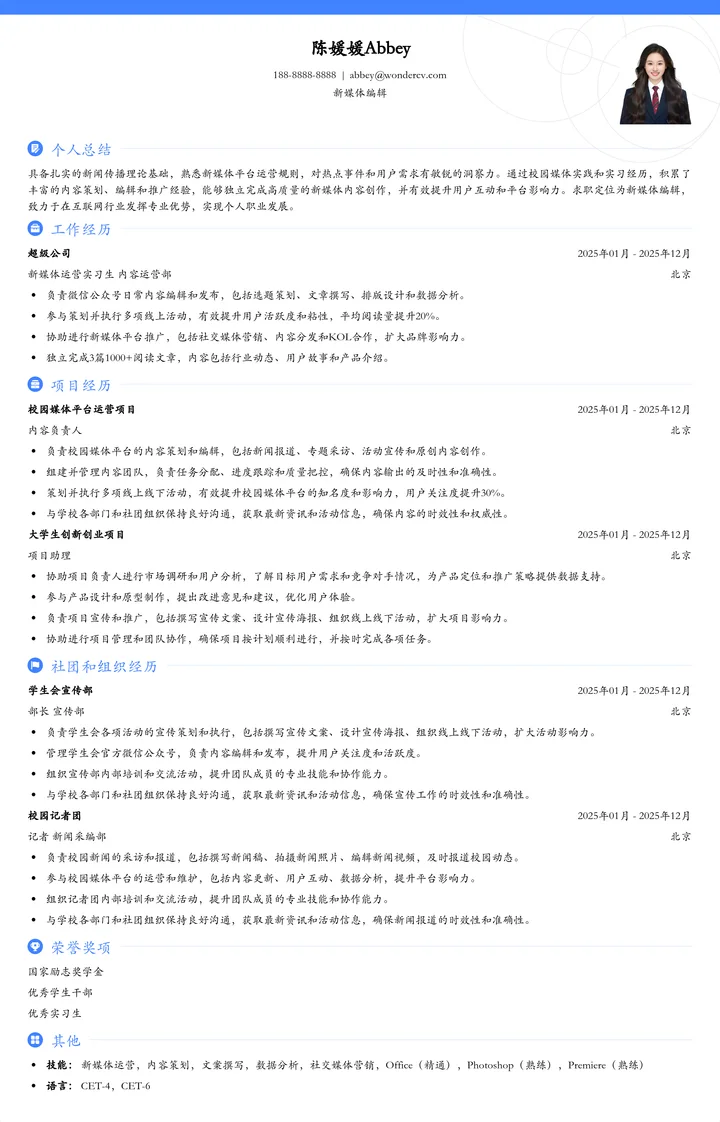 陈媛媛Abbey
188-8888-8888 | abbey@wondercv.com
新媒体编辑
个人总结
具备扎实的新闻传播理论基础，熟悉新媒体平台运营规则，对热点事件和用户需求有敏锐的洞察力。通过校园媒体实践和实习经历，积累了
丰富的内容策划、编辑和推广经验，能够独立完成高质量的新媒体内容创作，并有效提升用户互动和平台影响力。求职定位为新媒体编辑，
致力于在互联网行业发挥专业优势，实现个人职业发展。
工作经历
超级公司 2025年01月 - 2025年12月
新媒体运营实习生 内容运营部 北京
• 负责微信公众号日常内容编辑和发布，包括选题策划、文章撰写、排版设计和数据分析。
• 参与策划并执行多项线上活动，有效提升用户活跃度和粘性，平均阅读量提升20%。
• 协助进行新媒体平台推广，包括社交媒体营销、内容分发和KOL合作，扩大品牌影响力。
• 独立完成3篇1000+阅读文章，内容包括行业动态、用户故事和产品介绍。
项目经历
校园媒体平台运营项目 2025年01月 - 2025年12月
内容负责人 北京
• 负责校园媒体平台的内容策划和编辑，包括新闻报道、专题采访、活动宣传和原创内容创作。
• 组建并管理内容团队，负责任务分配、进度跟踪和质量把控，确保内容输出的及时性和准确性。
• 策划并执行多项线上线下活动，有效提升校园媒体平台的知名度和影响力，用户关注度提升30%。
• 与学校各部门和社团组织保持良好沟通，获取最新资讯和活动信息，确保内容的时效性和权威性。
大学生创新创业项目 2025年01月 - 2025年12月
项目助理 北京
• 协助项目负责人进行市场调研和用户分析，了解目标用户需求和竞争对手情况，为产品定位和推广策略提供数据支持。
• 参与产品设计和原型制作，提出改进意见和建议，优化用户体验。
• 负责项目宣传和推广，包括撰写宣传文案、设计宣传海报、组织线上线下活动，扩大项目影响力。
• 协助进行项目管理和团队协作，确保项目按计划顺利进行，并按时完成各项任务。
社团和组织经历
学生会宣传部 2025年01月 - 2025年12月
部长 宣传部 北京
• 负责学生会各项活动的宣传策划和执行，包括撰写宣传文案、设计宣传海报、组织线上线下活动，扩大活动影响力。
• 管理学生会官方微信公众号，负责内容编辑和发布，提升用户关注度和活跃度。
• 组织宣传部内部培训和交流活动，提升团队成员的专业技能和协作能力。
• 与学校各部门和社团组织保持良好沟通，获取最新资讯和活动信息，确保宣传工作的时效性和准确性。
校园记者团 2025年01月 - 2025年12月
记者 新闻采编部 北京
• 负责校园新闻的采访和报道，包括撰写新闻稿、拍摄新闻照片、编辑新闻视频，及时报道校园动态。
• 参与校园媒体平台的运营和维护，包括内容更新、用户互动、数据分析，提升平台影响力。
• 组织记者团内部培训和交流活动，提升团队成员的专业技能和协作能力。
• 与学校各部门和社团组织保持良好沟通，获取最新资讯和活动信息，确保新闻报道的时效性和准确性。
荣誉奖项
国家励志奖学金
优秀学生干部
优秀实习生
其他
• 技能： 新媒体运营，内容策划，文案撰写，数据分析，社交媒体营销，Office（精通），Photoshop（熟练），Premiere（熟练）
• 语言： CET-4，CET-6